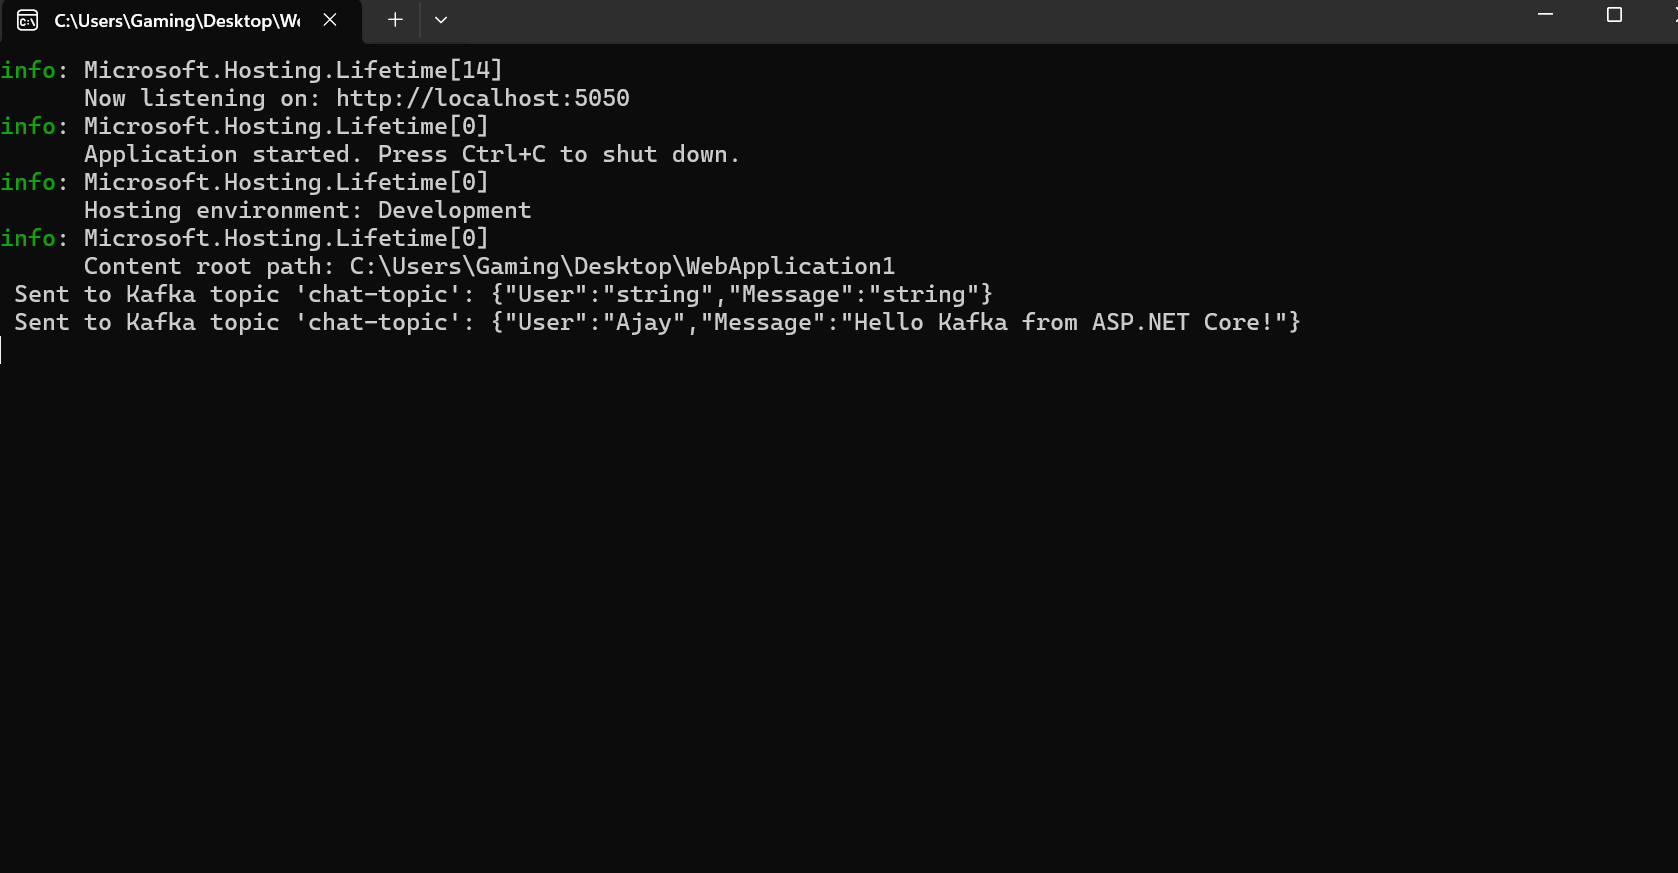 C:\Users\Gaming\Desktop\We
info: Microsoft.Hosting.Lifetime[14]
Now listening on: http://localhost:5050
info: Microsoft.Hosting.Lifetime[0]
Application started. Press Ctrl+C to shut down.
info: Microsoft.Hosting.Lifetime[0]
Hosting environment: Development
info: Microsoft.Hosting.Lifetime[0]
Content root path: C:\Users\Gaming\Desktop\WebApplication1
Sent to Kafka topic 'chat-topic': {"User":"string","Message":"string"}
Sent to Kafka topic 'chat-topic': {"User":"Ajay","Message":"Hello Kafka from ASP.NET Core!"}